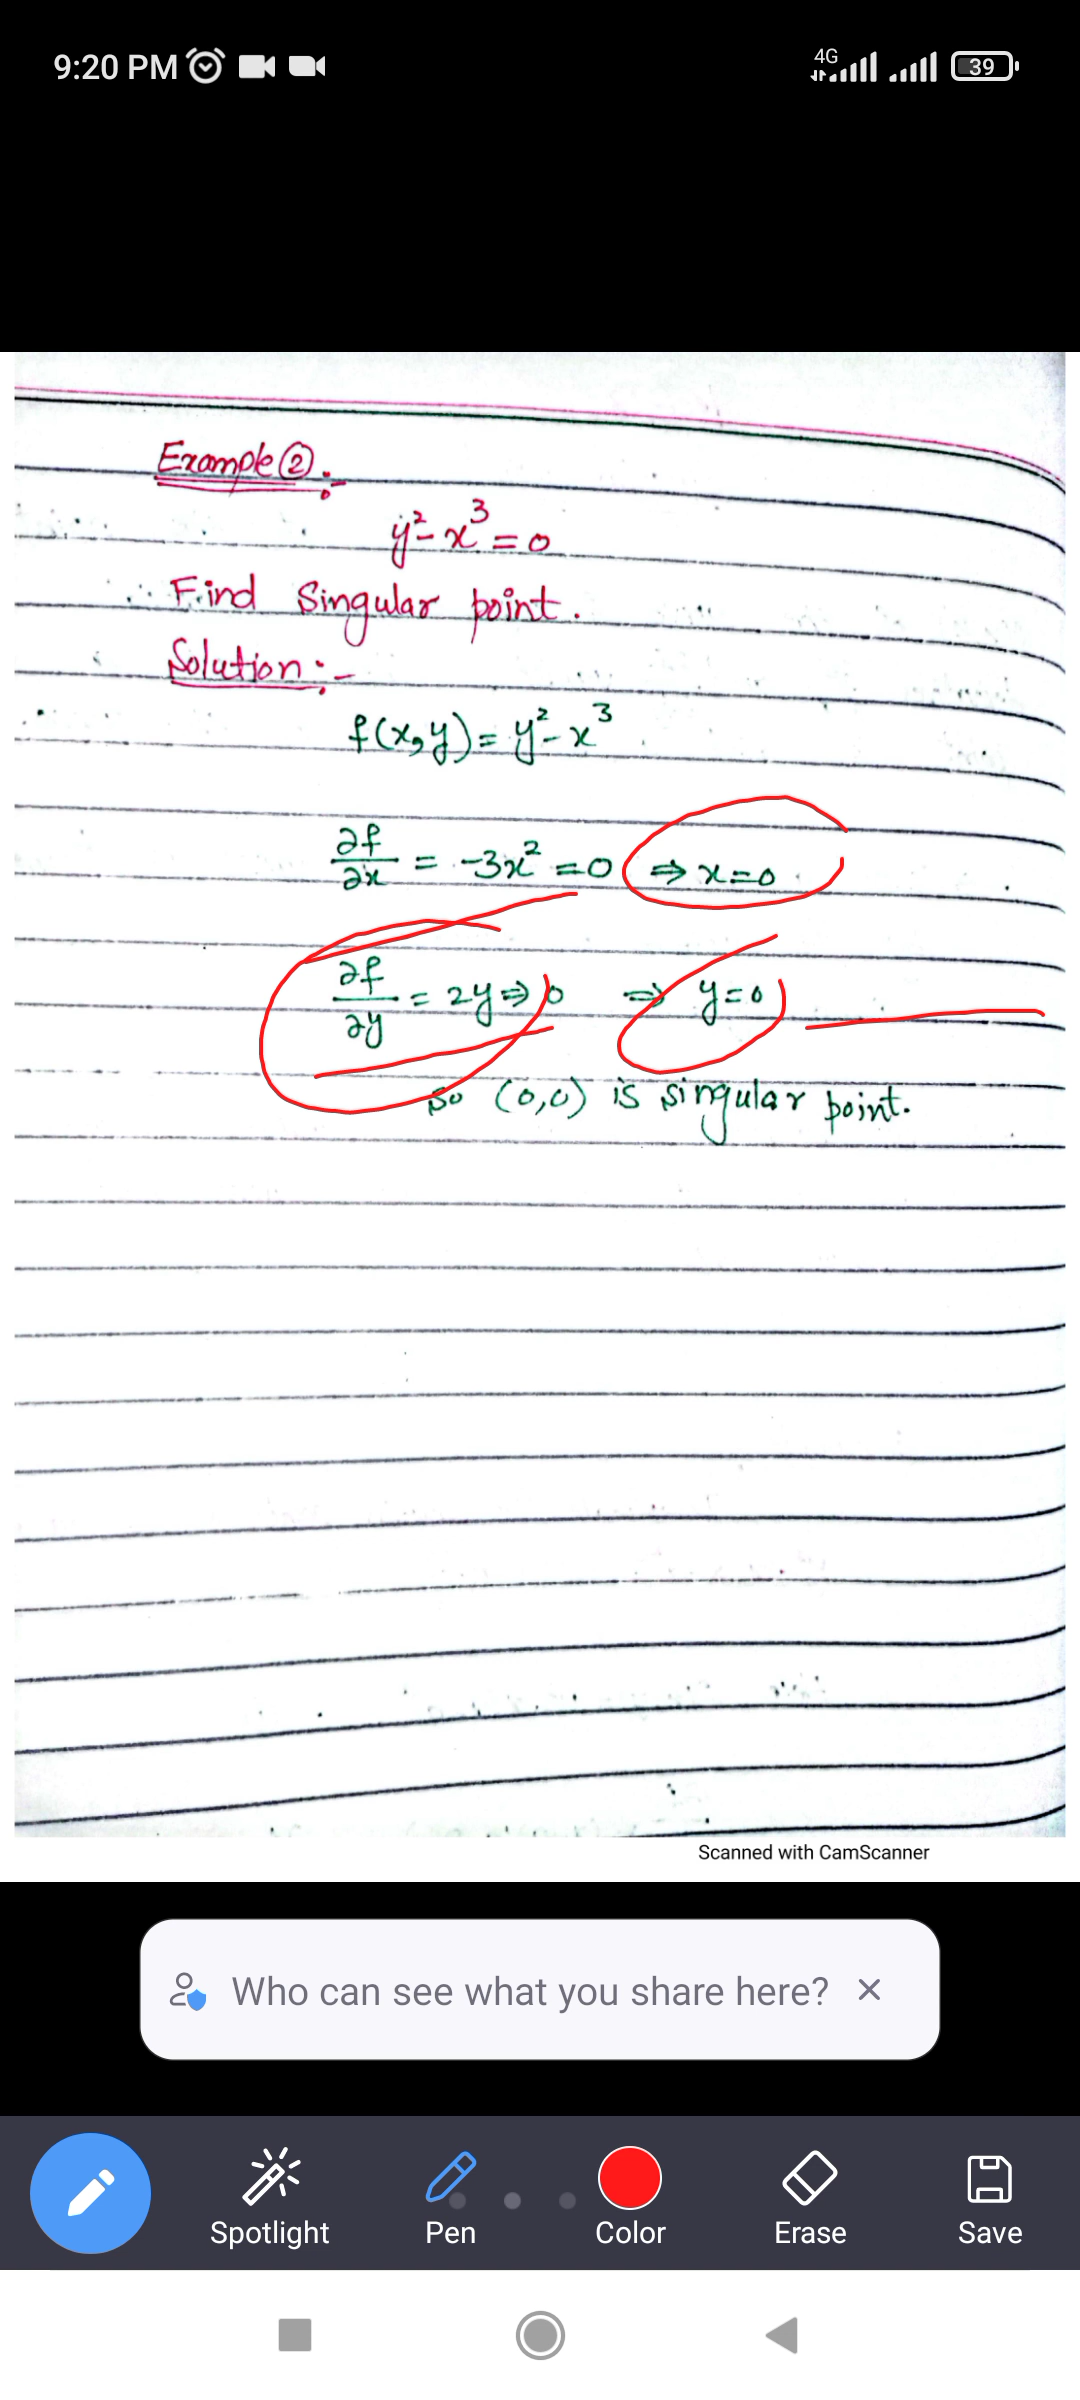 9:20 PM
4G
39
Example ② :-
y² - x³ = 0
Find Singular point.
Solution :-
f(x,y) = y² - x³
∂f/∂x = -3x² = 0 ⇒ x=0
∂f/∂y = 2y ⇒ 0 ⇒ y=0
So (0,0) is singular point.
Scanned with CamScanner
Who can see what you share here? ×
Spotlight Pen Color Erase Save